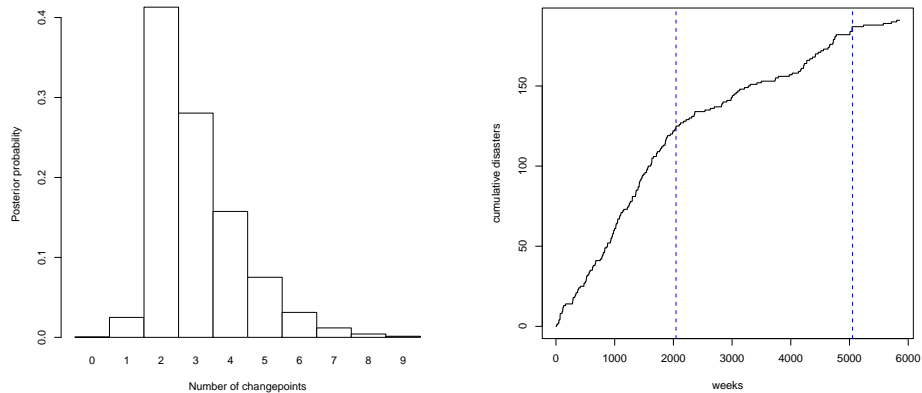 Posterior probability
0.4
0.3
0.2
0.1
0.0
0 1 2 3 4 5 6 7 8 9
Number of changepoints
cumulative disasters
150
100
50
0
0 1000 2000 3000 4000 5000 6000
weeks